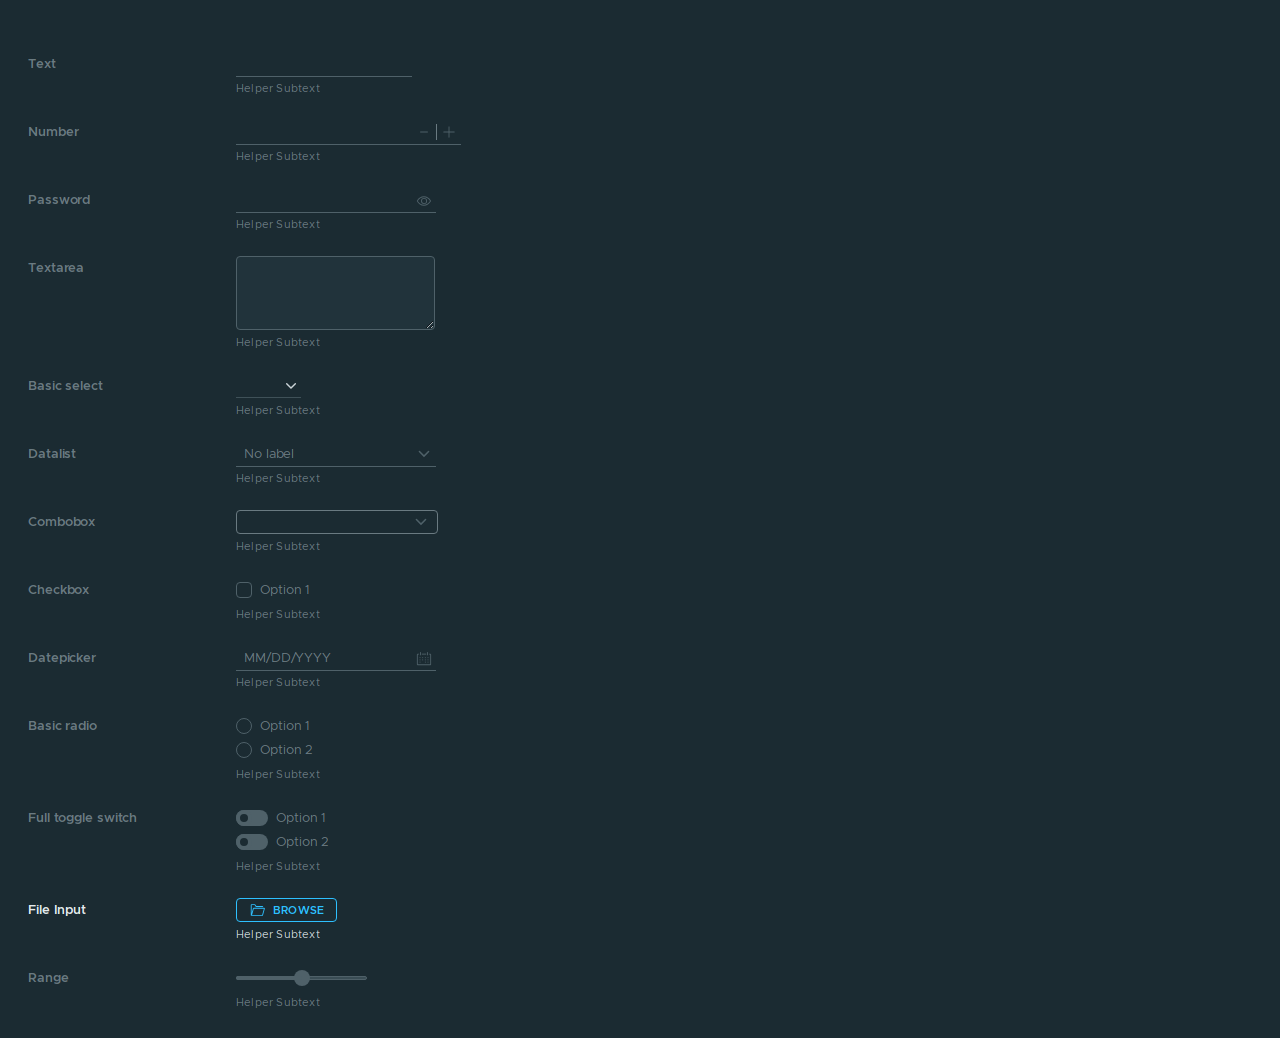 Text
Helper Subtext
Number
Helper Subtext
Password
Helper Subtext
Textarea
Helper Subtext
Basic select
Helper Subtext
Datalist No label
Helper Subtext
Combobox
Helper Subtext
Checkbox Option 1
Helper Subtext
Datepicker MM/DD/YYYY
Helper Subtext
Basic radio Option 1
Option 2
Helper Subtext
Full toggle switch Option 1
Option 2
Helper Subtext
File Input BROWSE
Helper Subtext
Range
Helper Subtext